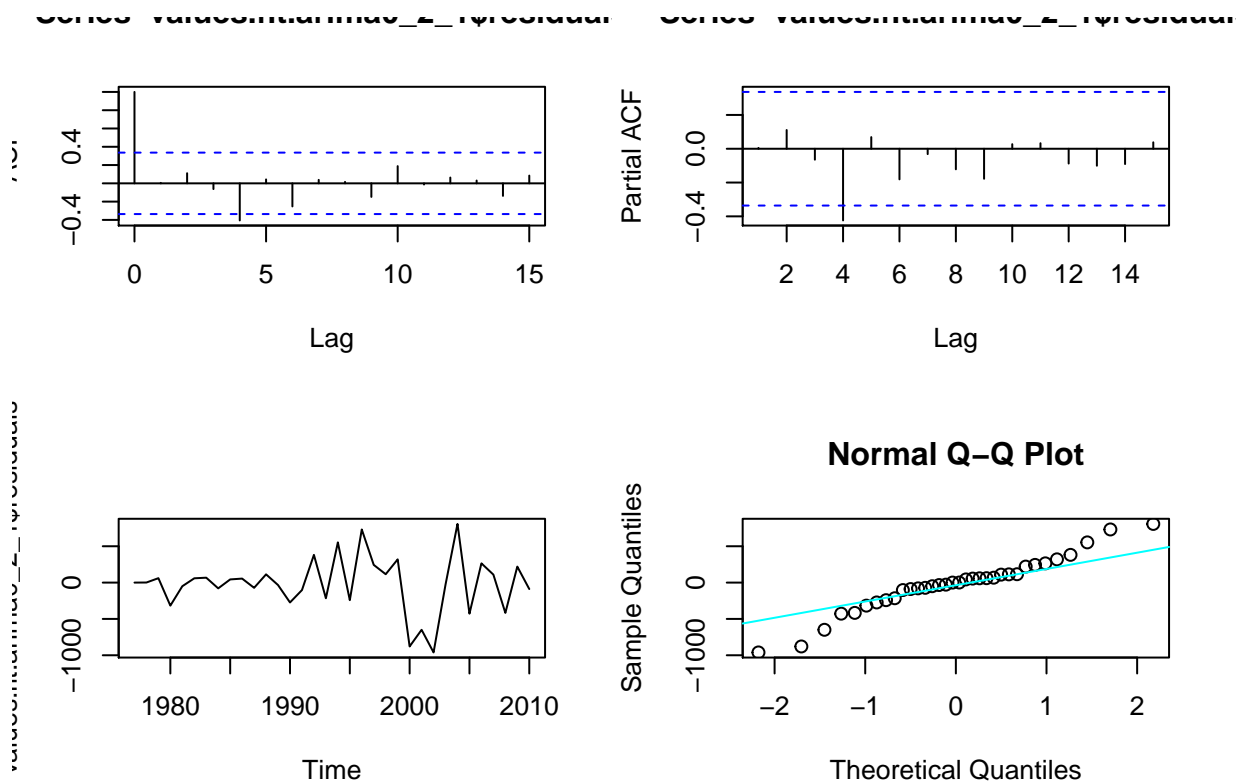 0.4
−0.4
0 5 10 15
Lag
Partial ACF
0.0
−0.4
2 4 6 8 10 12 14
Lag
0
−1000
1980 1990 2000 2010
Time
Normal Q−Q Plot
Sample Quantiles
0
−1000
−2 −1 0 1 2
Theoretical Quantiles